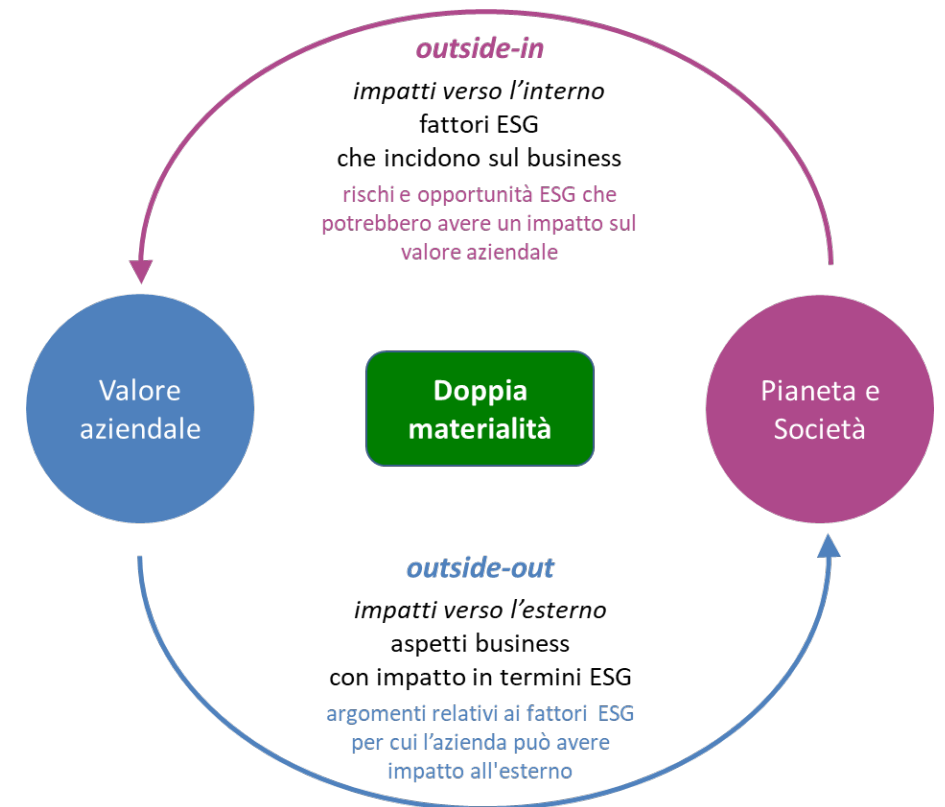 outside-in
impatti verso l'interno
fattori ESG
che incidono sul business
rischi e opportunità ESG che
potrebbero avere un impatto sul
valore aziendale
Valore
aziendale
Doppia
materialità
Pianeta e
Società
outside-out
impatti verso l'esterno
aspetti business
con impatto in termini ESG
argomenti relativi ai fattori ESG
per cui l'azienda può avere
impatto all'esterno